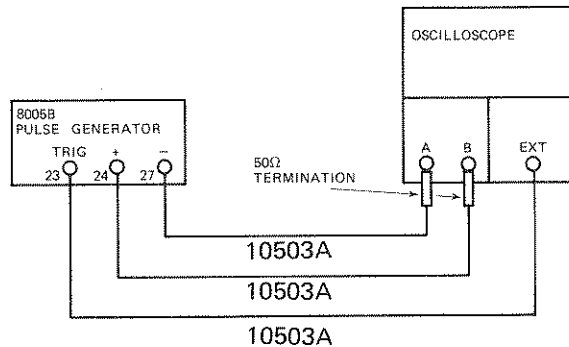 OSCILLOSCOPE
8005B
PULSE GENERATOR
TRIG + −
23 24 27
A B EXT
50Ω
TERMINATION
10503A
10503A
10503A